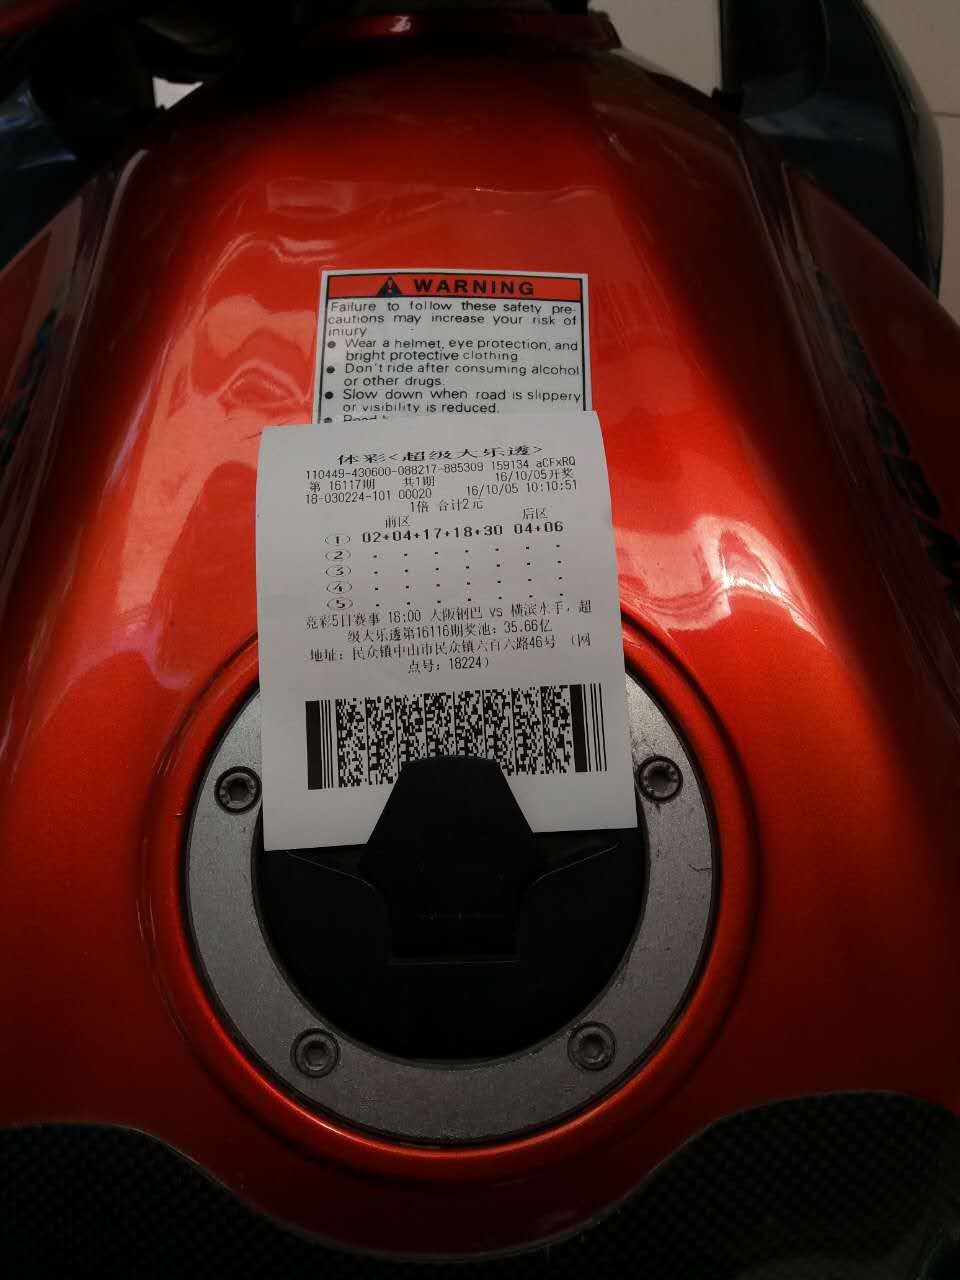 WARNING
Failure to follow these safety pre-
cautions may increase your risk of
injury
● Wear a helmet, eye protection, and
bright protective clothing.
● Don't ride after consuming alcohol
or other drugs.
● Slow down when road is slippery
or visibility is reduced.
体彩<超级大乐透>
110449-430600-088217-885309 159134 aCFxRQ
第 16117期 共1期 16/10/05开奖
18-030224-101 00020 16/10/05 10:10:51
1倍 合计2元
前区 后区
① 02+04+17+18+30 04+06
②
③
④
⑤
竞彩5日赛事 18:00 大阪钢巴 VS 横滨水手, 超
级大乐透第16116期奖池: 35.66亿
地址: 民众镇中山市民众镇六百六路46号 (网
点号: 18224)